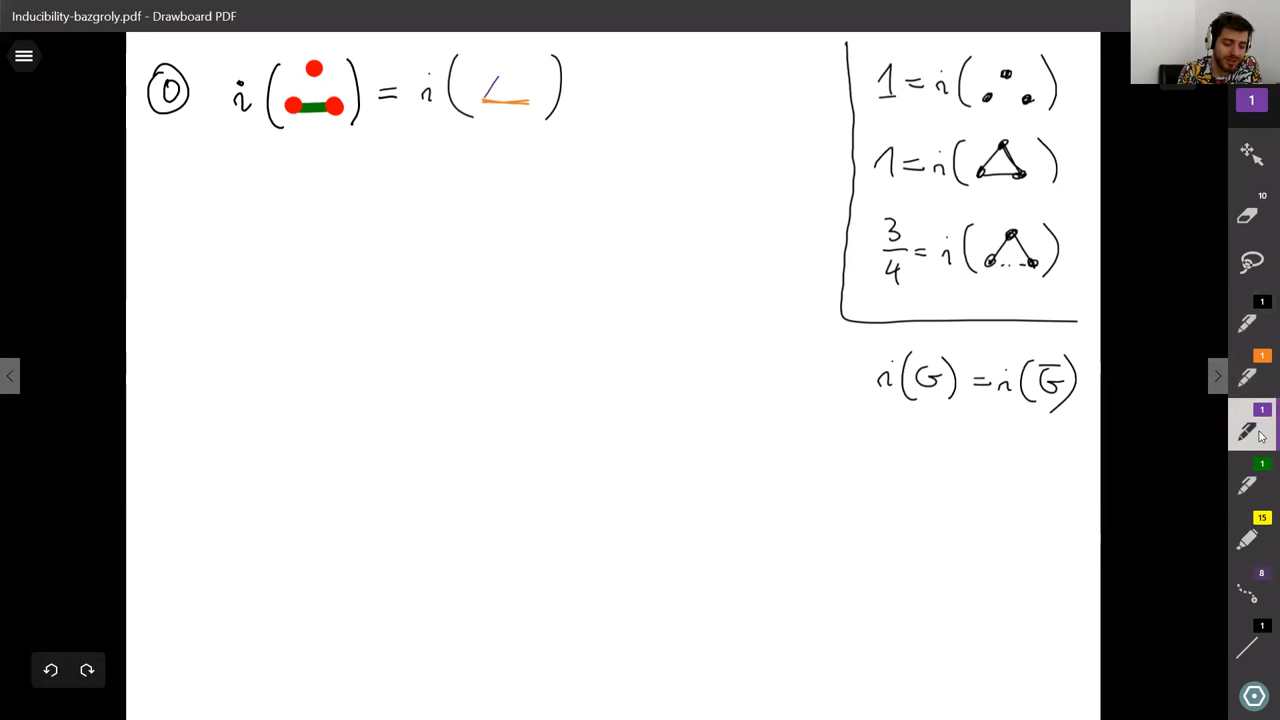 Inducibility-bazgroly.pdf - Drawboard PDF
0 i( ) = i( )
1 = i( )
1 = i( )
3/4 = i( )
i(G) = i(G̅)
1
10
1
1
1
1
15
8
1